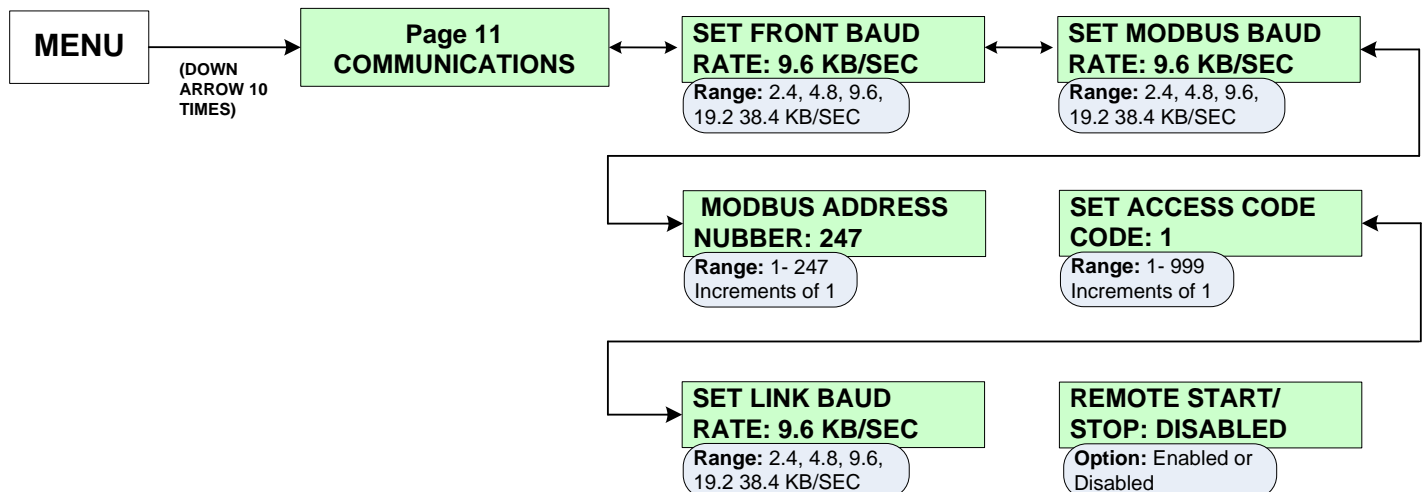 MENU
(DOWN
ARROW 10
TIMES)
Page 11
COMMUNICATIONS
SET FRONT BAUD
RATE: 9.6 KB/SEC
Range: 2.4, 4.8, 9.6,
19.2 38.4 KB/SEC
SET MODBUS BAUD
RATE: 9.6 KB/SEC
Range: 2.4, 4.8, 9.6,
19.2 38.4 KB/SEC
MODBUS ADDRESS
NUBBER: 247
Range: 1- 247
Increments of 1
SET ACCESS CODE
CODE: 1
Range: 1- 999
Increments of 1
SET LINK BAUD
RATE: 9.6 KB/SEC
Range: 2.4, 4.8, 9.6,
19.2 38.4 KB/SEC
REMOTE START/
STOP: DISABLED
Option: Enabled or
Disabled